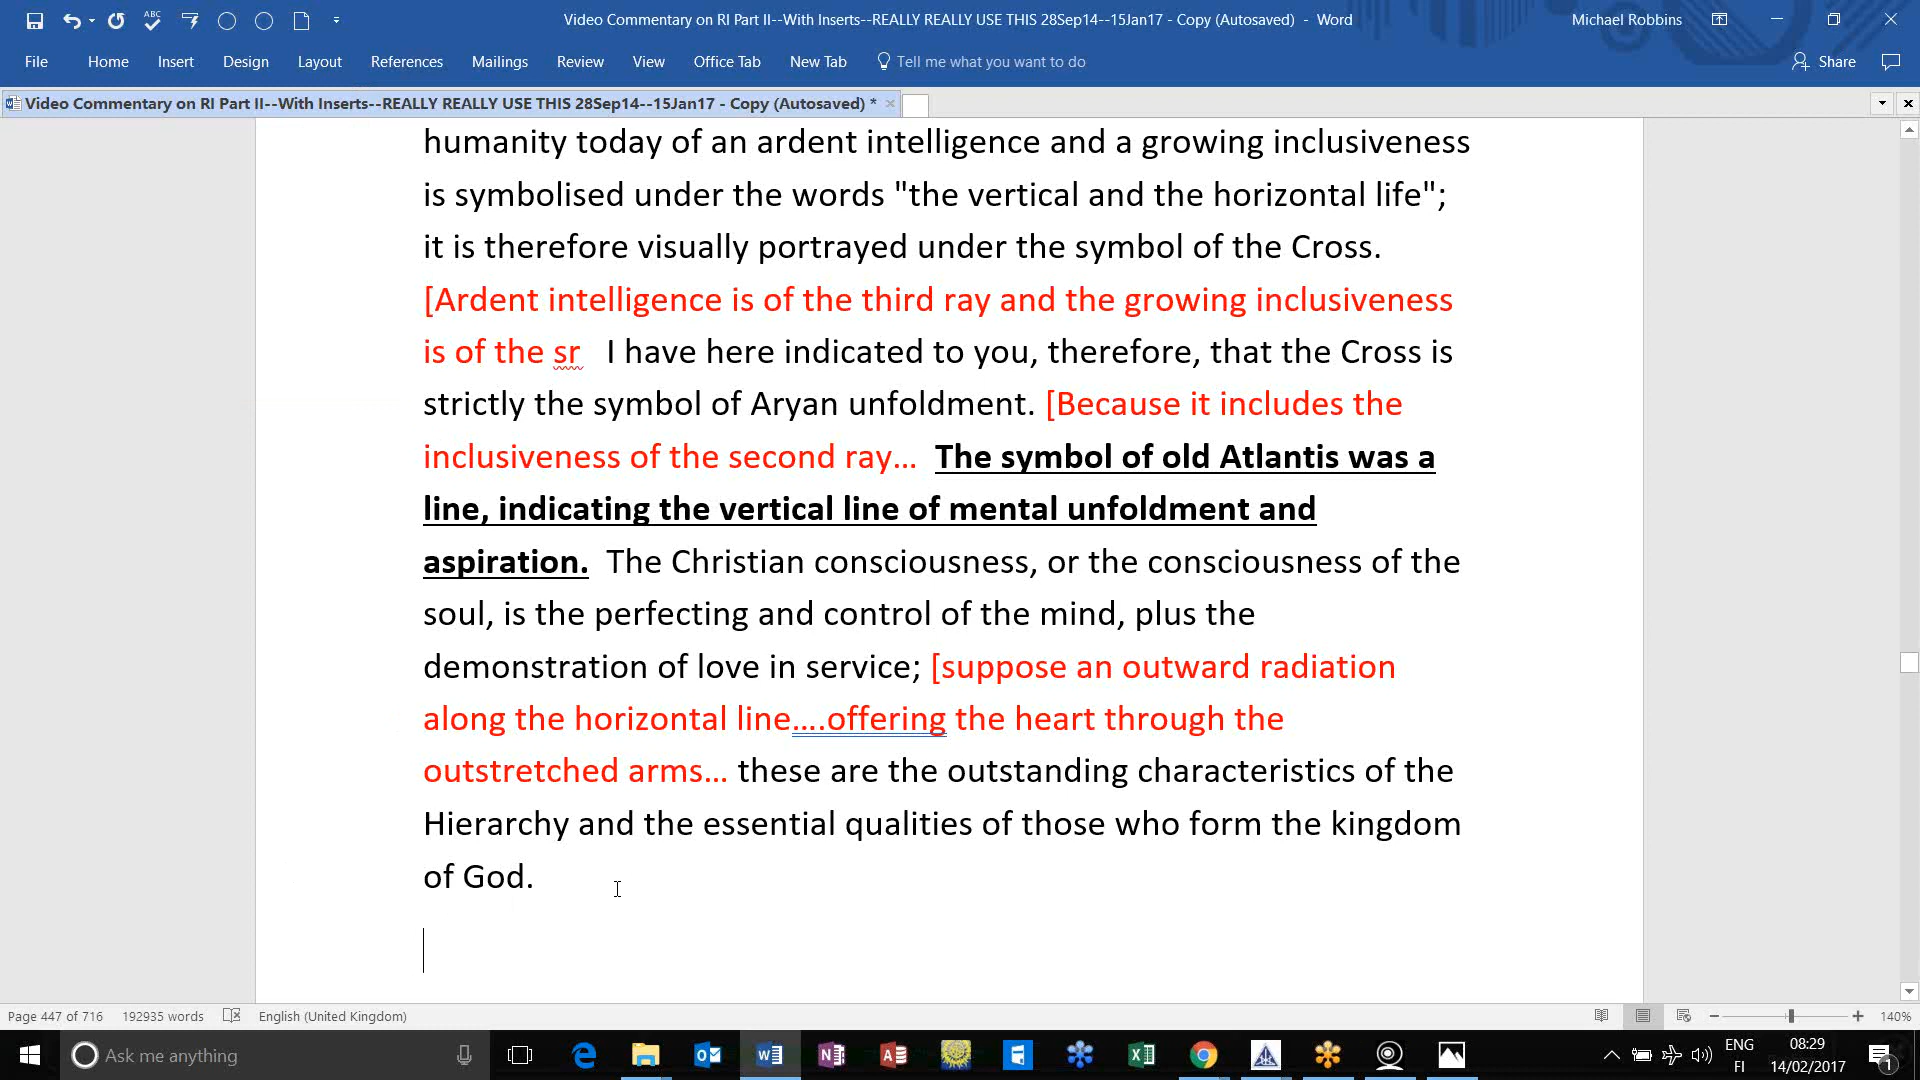 ABC
Video Commentary on RI Part II--With Inserts--REALLY REALLY USE THIS 28Sep14--15Jan17 - Copy (Autosaved) - Word
Michael Robbins
File Home Insert Design Layout References Mailings Review View Office Tab New Tab Tell me what you want to do Share
Video Commentary on RI Part II--With Inserts--REALLY REALLY USE THIS 28Sep14--15Jan17 - Copy (Autosaved) *
humanity today of an ardent intelligence and a growing inclusiveness
is symbolised under the words "the vertical and the horizontal life";
it is therefore visually portrayed under the symbol of the Cross.
[Ardent intelligence is of the third ray and the growing inclusiveness
is of the sr I have here indicated to you, therefore, that the Cross is
strictly the symbol of Aryan unfoldment. [Because it includes the
inclusiveness of the second ray… The symbol of old Atlantis was a
line, indicating the vertical line of mental unfoldment and
aspiration. The Christian consciousness, or the consciousness of the
soul, is the perfecting and control of the mind, plus the
demonstration of love in service; [suppose an outward radiation
along the horizontal line….offering the heart through the
outstretched arms… these are the outstanding characteristics of the
Hierarchy and the essential qualities of those who form the kingdom
of God.
Page 447 of 716 192935 words English (United Kingdom) 140%
Ask me anything
ENG 08:29
FI 14/02/2017 1